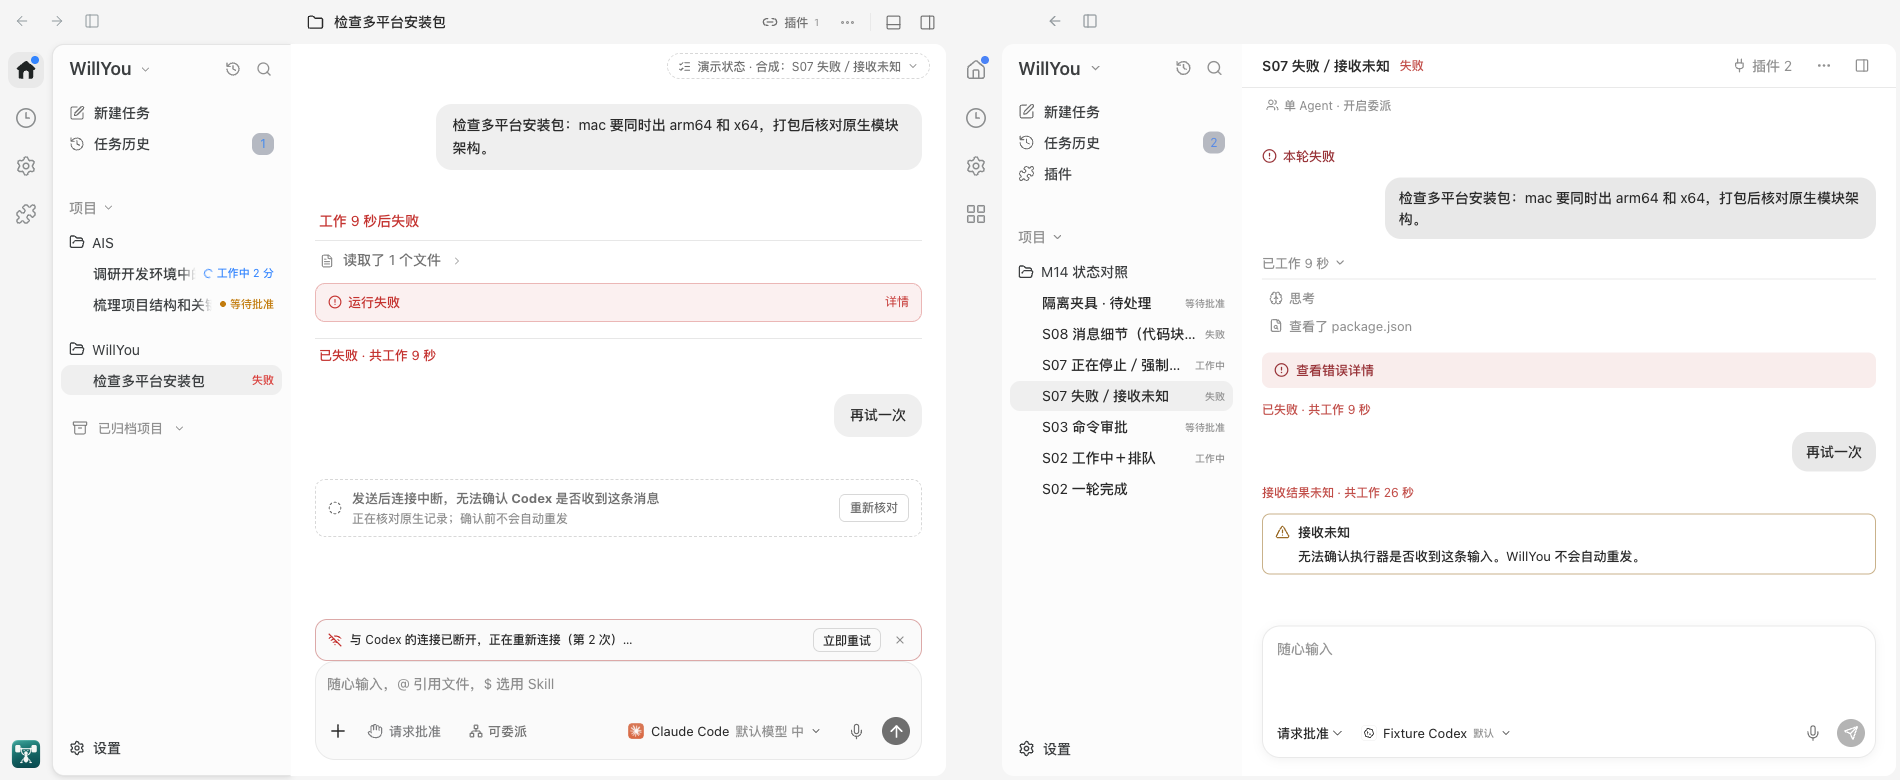 检查多平台安装包
插件 1
WillYou
新建任务
任务历史
1
项目
AIS
调研开发环境中
工作中 2 分
梳理项目结构和关
等待批准
WillYou
检查多平台安装包
失败
已归档项目
设置
演示状态 · 合成：S07 失败 / 接收未知
检查多平台安装包：mac 要同时出 arm64 和 x64，打包后核对原生模块
架构。
工作 9 秒后失败
读取了 1 个文件
运行失败
详情
已失败 · 共工作 9 秒
再试一次
发送后连接中断，无法确认 Codex 是否收到这条消息
正在核对原生记录；确认前不会自动重发
重新核对
与 Codex 的连接已断开，正在重新连接（第 2 次）...
立即重试
随心输入，@ 引用文件，$ 选用 Skill
请求批准
可委派
Claude Code 默认模型 中
WillYou
新建任务
任务历史
2
插件
项目
M14 状态对照
隔离夹具 · 待处理
等待批准
S08 消息细节（代码块...
失败
S07 正在停止 / 强制...
工作中
S07 失败 / 接收未知
失败
S03 命令审批
等待批准
S02 工作中＋排队
工作中
S02 一轮完成
设置
S07 失败 / 接收未知 失败
插件 2
单 Agent · 开启委派
本轮失败
检查多平台安装包：mac 要同时出 arm64 和 x64，打包后核对原生模块架
构。
已工作 9 秒
思考
查看了 package.json
查看错误详情
已失败 · 共工作 9 秒
再试一次
接收结果未知 · 共工作 26 秒
接收未知
无法确认执行器是否收到这条输入。WillYou 不会自动重发。
随心输入
请求批准
Fixture Codex 默认